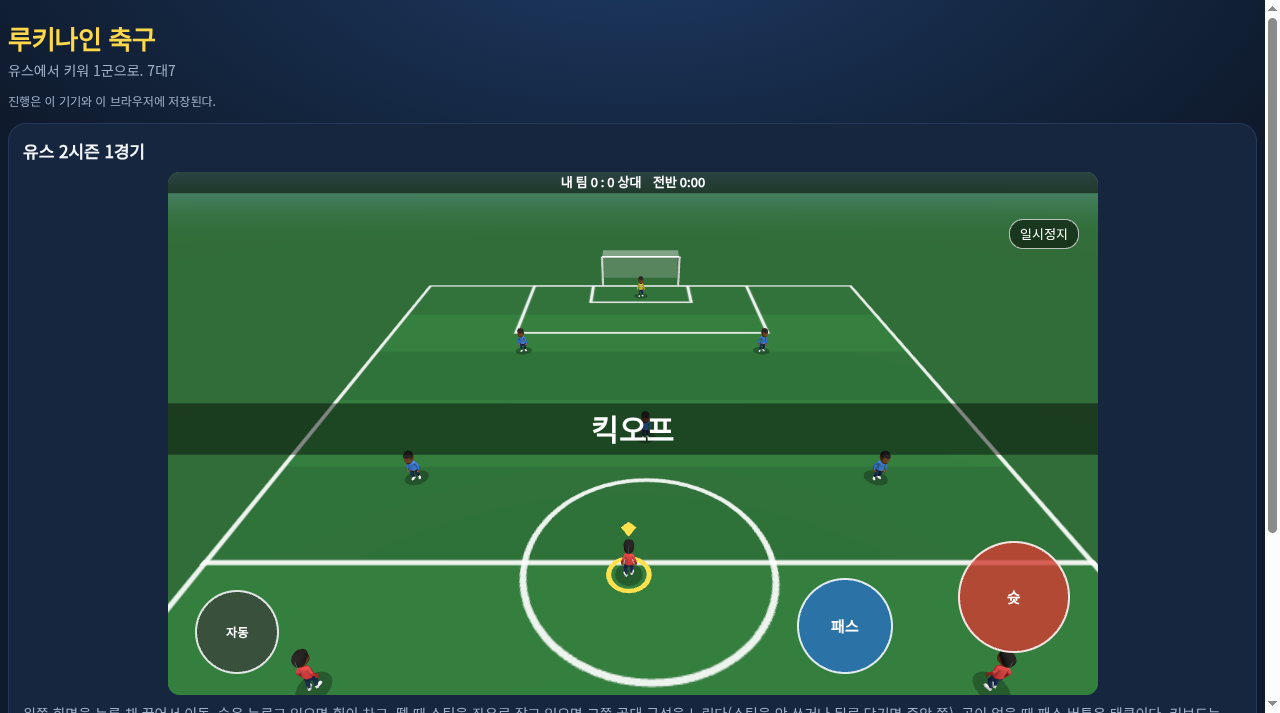 루키나인 축구
유스에서 키워 1군으로. 7대7
진행은 이 기기와 이 브라우저에 저장된다.
유스 2시즌 1경기
내 팀 0 : 0 상대 전반 0:00
일시정지
킥오프
자동
패스
슛